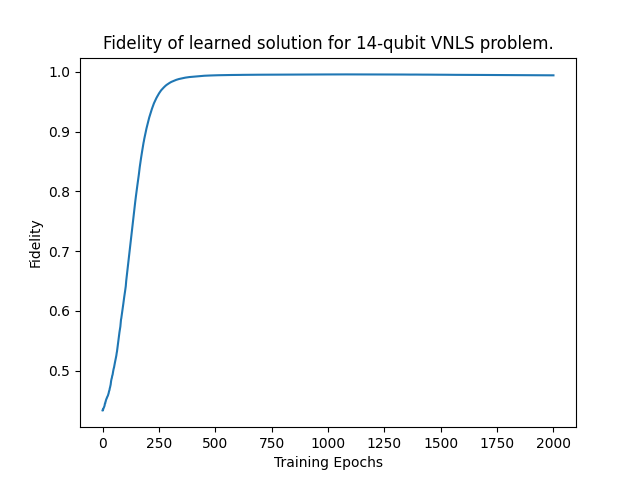 Fidelity of learned solution for 14-qubit VNLS problem.
1.0
0.9
0.8
0.7
0.6
0.5
Fidelity
0 250 500 750 1000 1250 1500 1750 2000
Training Epochs